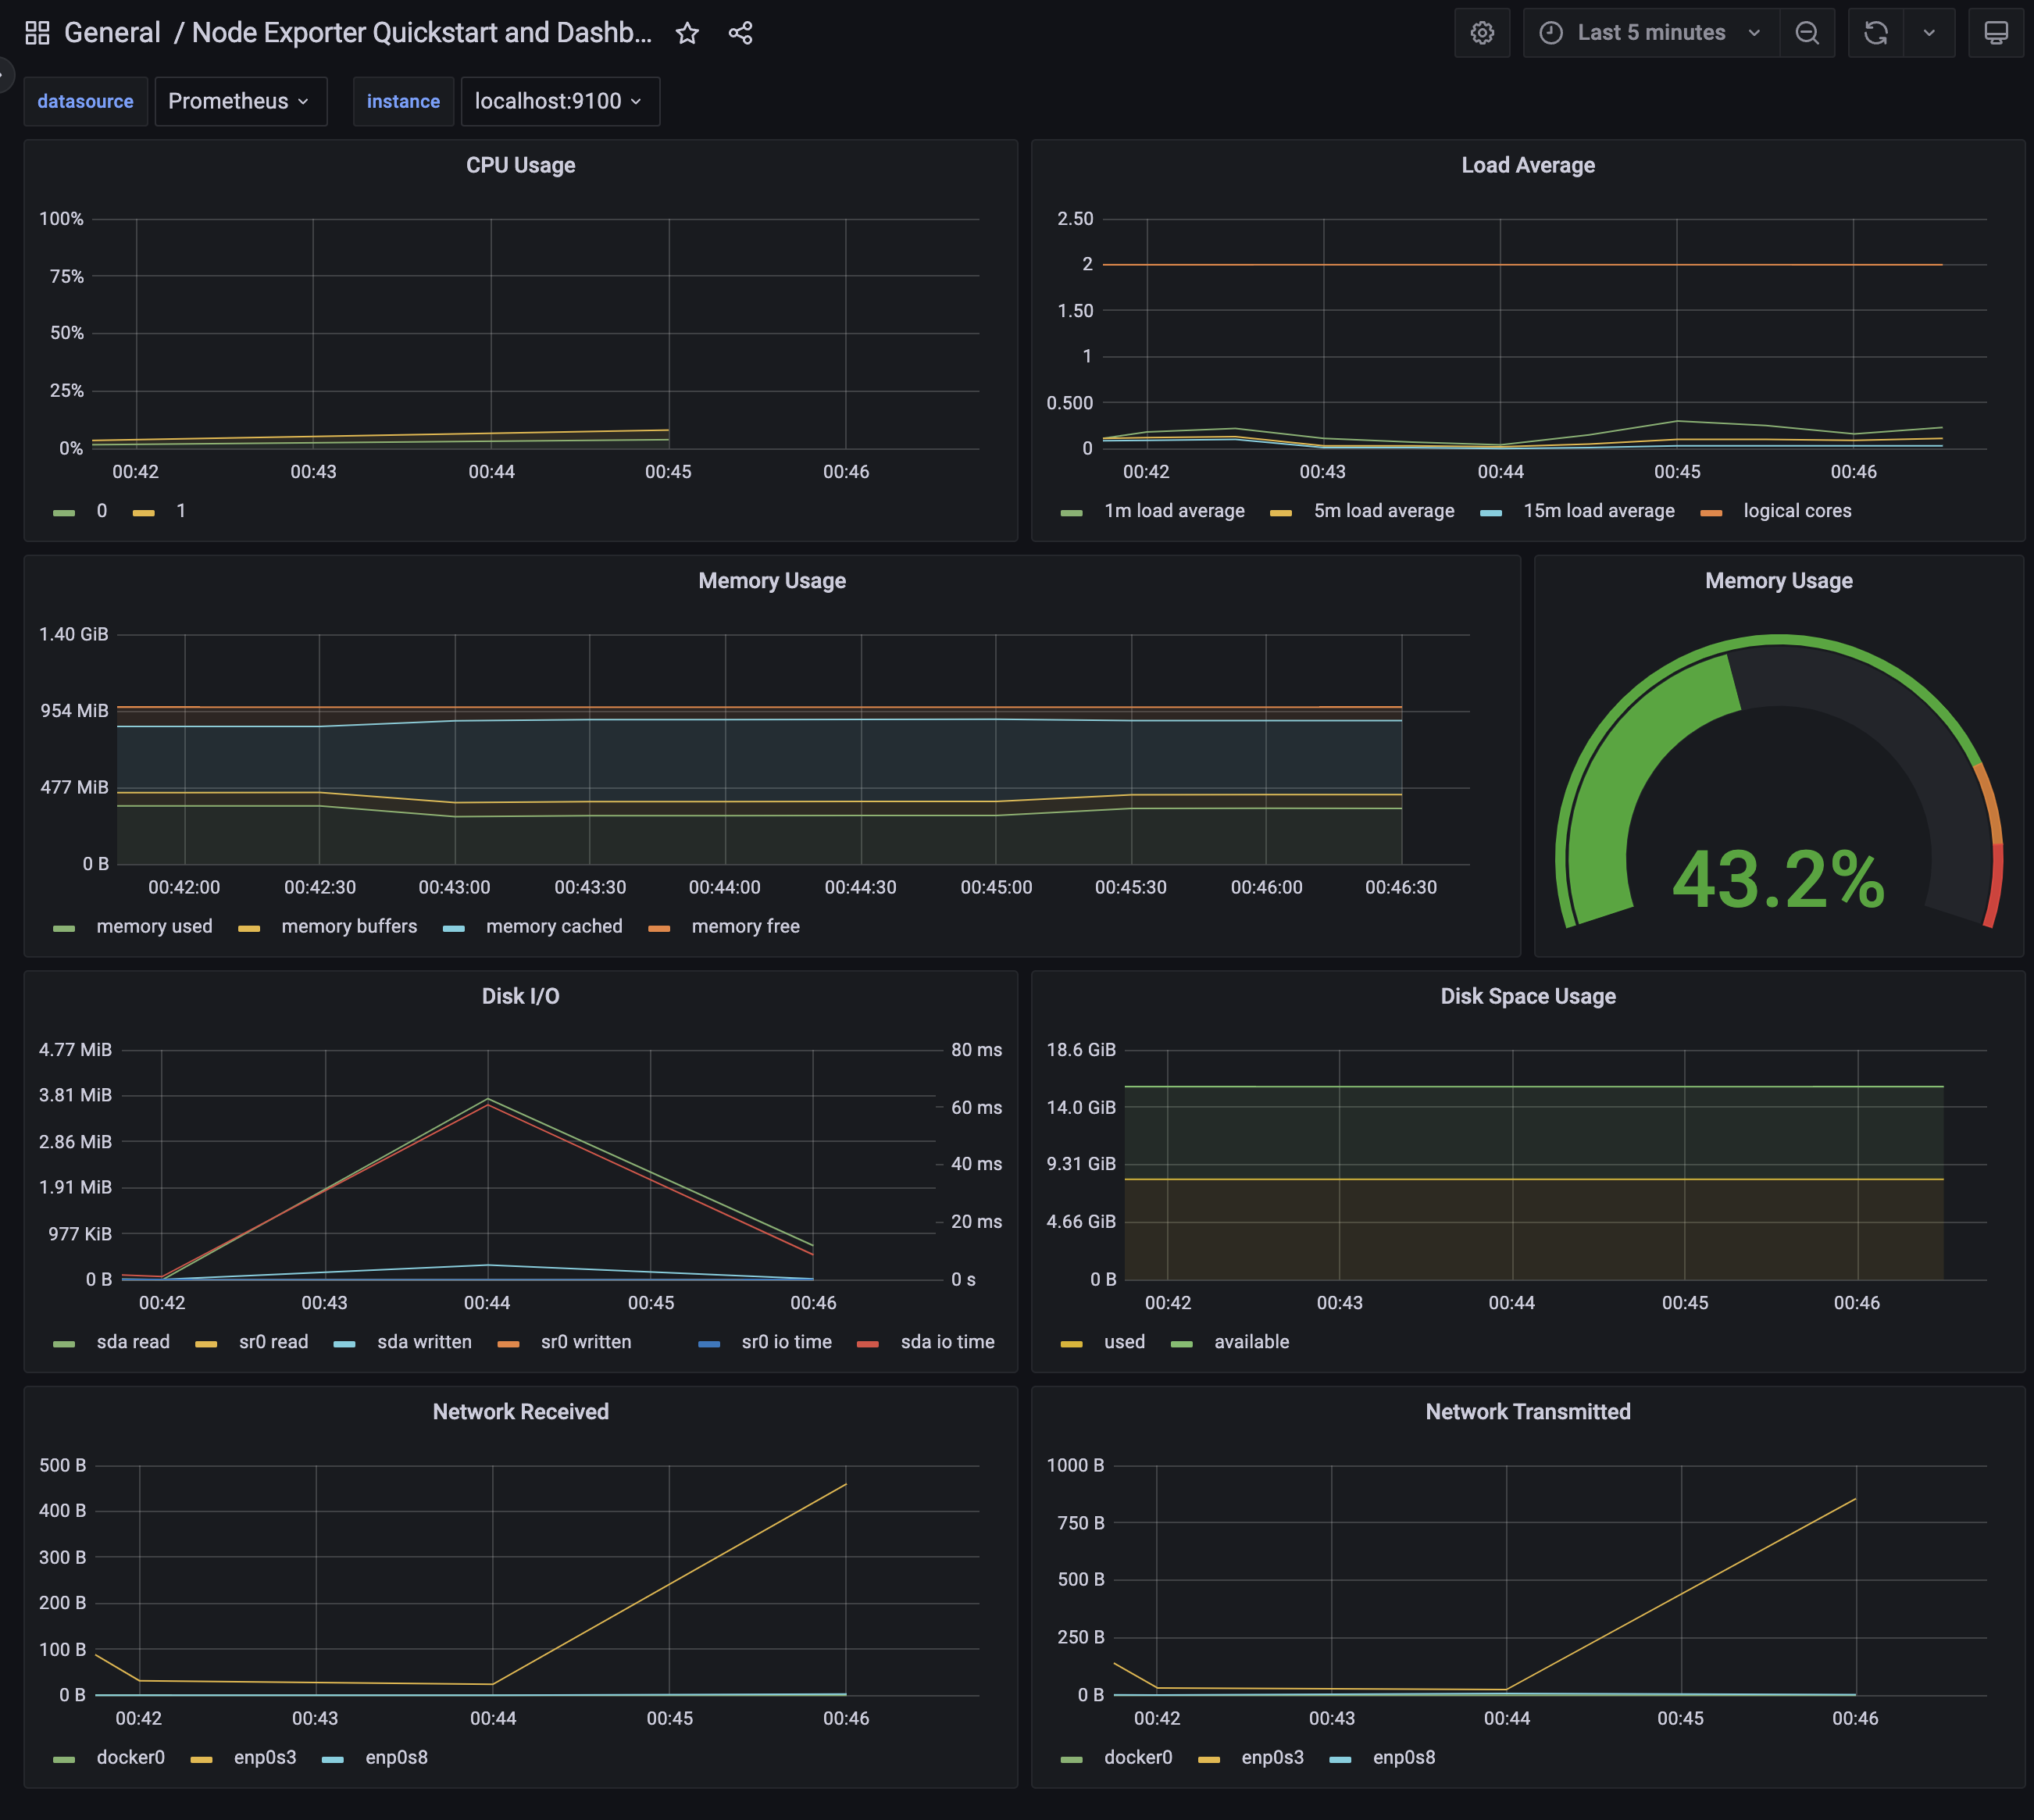 General / Node Exporter Quickstart and Dashb...
Last 5 minutes
datasource Prometheus instance localhost:9100
CPU Usage
100%
75%
50%
25%
0%
00:42 00:43 00:44 00:45 00:46
0 1
Load Average
2.50
2
1.50
1
0.500
0
00:42 00:43 00:44 00:45 00:46
1m load average 5m load average 15m load average logical cores
Memory Usage
1.40 GiB
954 MiB
477 MiB
0 B
00:42:00 00:42:30 00:43:00 00:43:30 00:44:00 00:44:30 00:45:00 00:45:30 00:46:00 00:46:30
memory used memory buffers memory cached memory free
Memory Usage
43.2%
Disk I/O
4.77 MiB
3.81 MiB
2.86 MiB
1.91 MiB
977 KiB
0 B
80 ms
60 ms
40 ms
20 ms
0 s
00:42 00:43 00:44 00:45 00:46
sda read sr0 read sda written sr0 written sr0 io time sda io time
Disk Space Usage
18.6 GiB
14.0 GiB
9.31 GiB
4.66 GiB
0 B
00:42 00:43 00:44 00:45 00:46
used available
Network Received
500 B
400 B
300 B
200 B
100 B
0 B
00:42 00:43 00:44 00:45 00:46
docker0 enp0s3 enp0s8
Network Transmitted
1000 B
750 B
500 B
250 B
0 B
00:42 00:43 00:44 00:45 00:46
docker0 enp0s3 enp0s8